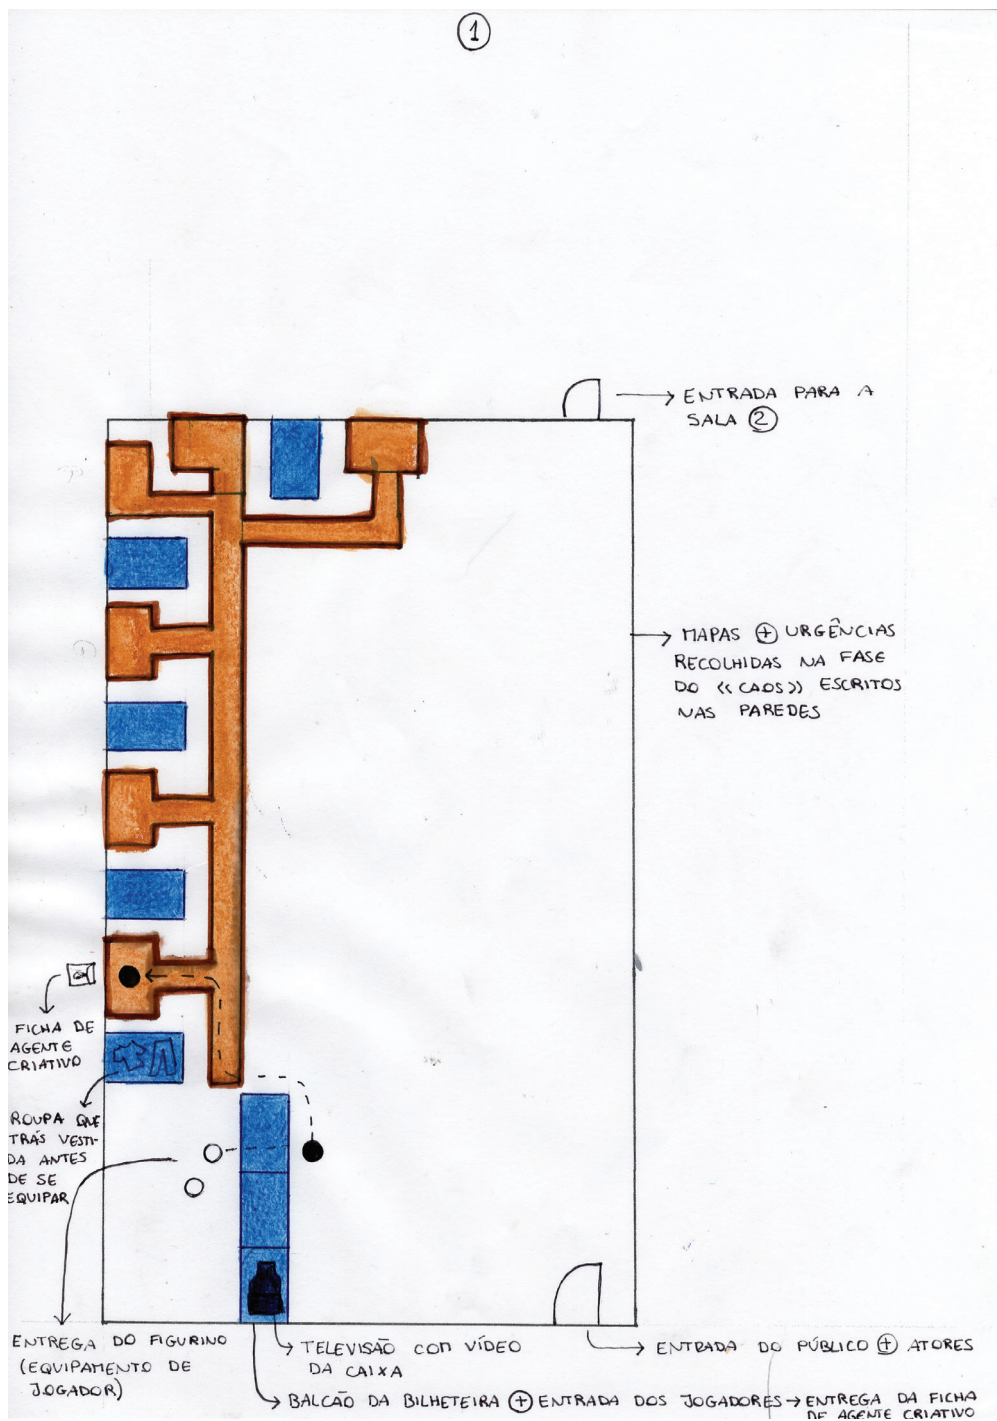 1
ENTRADA PARA A
SALA 2
MAPAS + URGÊNCIAS
RECOLHIDAS NA FASE
DO «CAOS» ESCRITOS
NAS PAREDES
FICHA DE
AGENTE
CRIATIVO
ROUPA QUE
TRÁS VESTI-
DA ANTES
DE SE
EQUIPAR
ENTREGA DO FIGURINO
(EQUIPAMENTO DE
JOGADOR)
TELEVISÃO COM VÍDEO
DA CAIXA
ENTRADA DO PÚBLICO + ATORES
BALCÃO DA BILHETEIRA + ENTRADA DOS JOGADORES → ENTREGA DA FICHA
DE AGENTE CRIATIVO